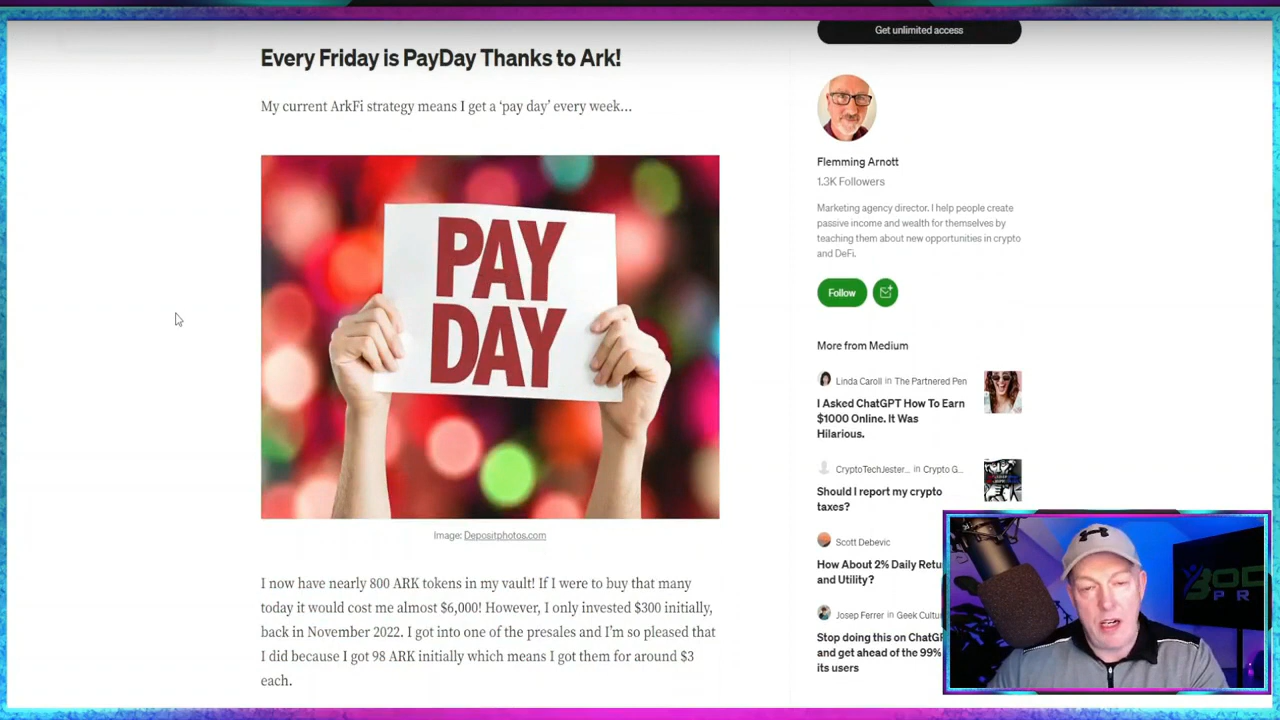 Get unlimited access
Every Friday is PayDay Thanks to Ark!
My current ArkFi strategy means I get a ‘pay day’ every week...
PAY
DAY
Image: Depositphotos.com
I now have nearly 800 ARK tokens in my vault! If I were to buy that many
today it would cost me almost $6,000! However, I only invested $300 initially,
back in November 2022. I got into one of the presales and I'm so pleased that
I did because I got 98 ARK initially which means I got them for around $3
each.
Flemming Arnott
1.3K Followers
Marketing agency director. I help people create
passive income and wealth for themselves by
teaching them about new opportunities in crypto
and DeFi.
Follow
More from Medium
Linda Caroll in The Partnered Pen
I Asked ChatGPT How To Earn
$1000 Online. It Was
Hilarious.
CryptoTechJester... in Crypto G...
Should I report my crypto
taxes?
Scott Debevic
How About 2% Daily Retu
and Utility?
Josep Ferrer in Geek Cultu
Stop doing this on ChatG
and get ahead of the 99%
its users
PR